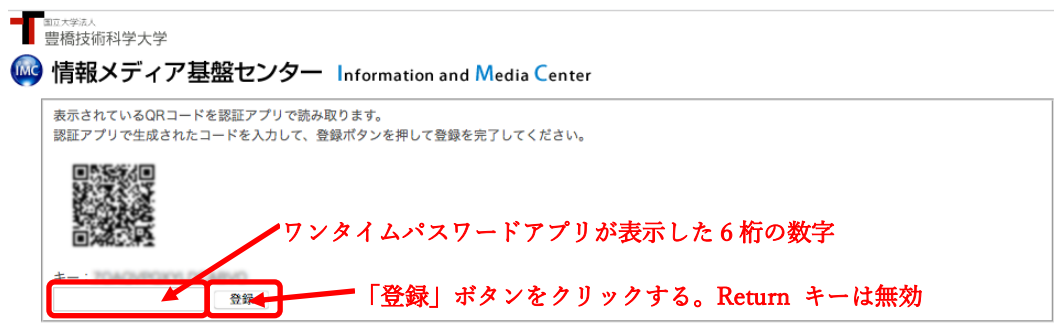 国立大学法人
豊橋技術科学大学
IMC 情報メディア基盤センター Information and Media Center
表示されているQRコードを認証アプリで読み取ります。
認証アプリで生成されたコードを入力して、登録ボタンを押して登録を完了してください。
ワンタイムパスワードアプリが表示した6桁の数字
キー：
登録
「登録」ボタンをクリックする。Return キーは無効